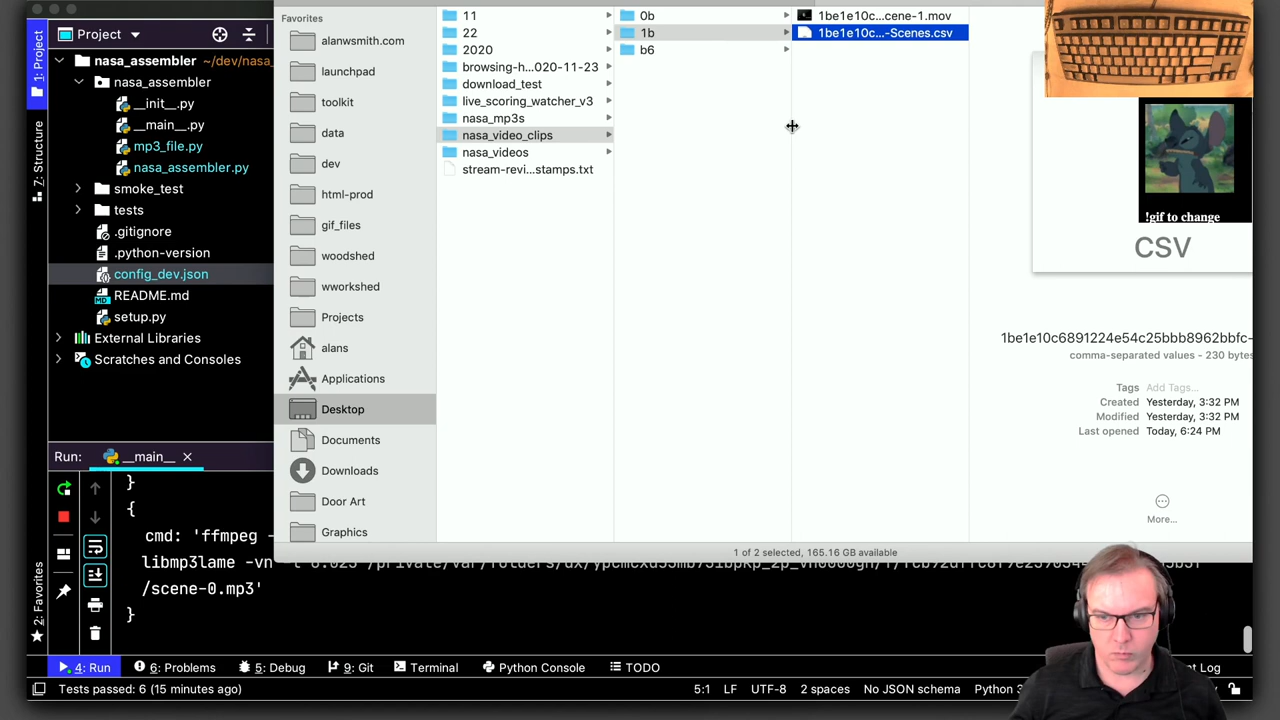 Project
nasa_assembler ~/dev/nasa_
nasa_assembler
__init__.py
__main__.py
mp3_file.py
nasa_assembler.py
smoke_test
tests
.gitignore
.python-version
config_dev.json
README.md
setup.py
External Libraries
Scratches and Consoles
1: Project
7: Structure
2: Favorites
Favorites
alanwsmith.com
launchpad
toolkit
data
dev
html-prod
gif_files
woodshed
wworkshed
Projects
alans
Applications
Desktop
Documents
Downloads
Door Art
Graphics
11
22
2020
browsing-h...020-11-23
download_test
live_scoring_watcher_v3
nasa_mp3s
nasa_video_clips
nasa_videos
stream-revi...stamps.txt
0b
1b
b6
1be1e10c...cene-1.mov
1be1e10c...-Scenes.csv
!gif to change
CSV
1be1e10c6891224e54c25bbb8962bbfc-
comma-separated values - 230 bytes
Tags Add Tags...
Created Yesterday, 3:32 PM
Modified Yesterday, 3:32 PM
Last opened Today, 6:24 PM
More...
1 of 2 selected, 165.16 GB available
Run: __main__
}
{
cmd: 'ffmpeg -
libmp3lame -vn
/scene-0.mp3'
}
4: Run 6: Problems 5: Debug 9: Git Terminal Python Console TODO nt Log
Tests passed: 6 (15 minutes ago) 5:1 LF UTF-8 2 spaces No JSON schema Python 3